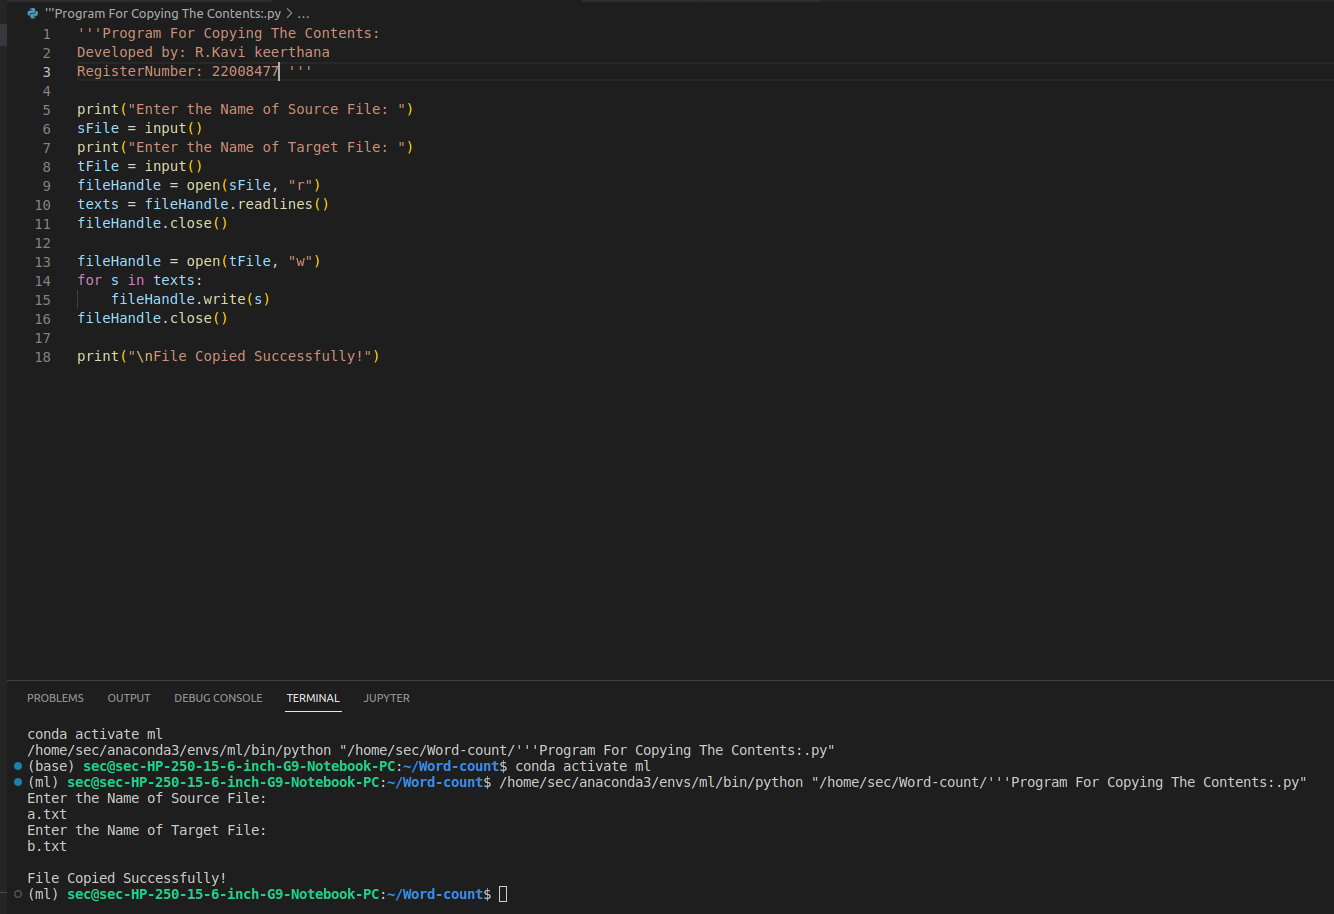 '''Program For Copying The Contents:.py > ...
1 '''Program For Copying The Contents:
2 Developed by: R.Kavi keerthana
3 RegisterNumber: 22008477 '''
4
5 print("Enter the Name of Source File: ")
6 sFile = input()
7 print("Enter the Name of Target File: ")
8 tFile = input()
9 fileHandle = open(sFile, "r")
10 texts = fileHandle.readlines()
11 fileHandle.close()
12
13 fileHandle = open(tFile, "w")
14 for s in texts:
15     fileHandle.write(s)
16 fileHandle.close()
17
18 print("\nFile Copied Successfully!")
PROBLEMS OUTPUT DEBUG CONSOLE TERMINAL JUPYTER
conda activate ml
/home/sec/anaconda3/envs/ml/bin/python "/home/sec/Word-count/'''Program For Copying The Contents:.py"
(base) sec@sec-HP-250-15-6-inch-G9-Notebook-PC:~/Word-count$ conda activate ml
(ml) sec@sec-HP-250-15-6-inch-G9-Notebook-PC:~/Word-count$ /home/sec/anaconda3/envs/ml/bin/python "/home/sec/Word-count/'''Program For Copying The Contents:.py"
Enter the Name of Source File:
a.txt
Enter the Name of Target File:
b.txt

File Copied Successfully!
(ml) sec@sec-HP-250-15-6-inch-G9-Notebook-PC:~/Word-count$